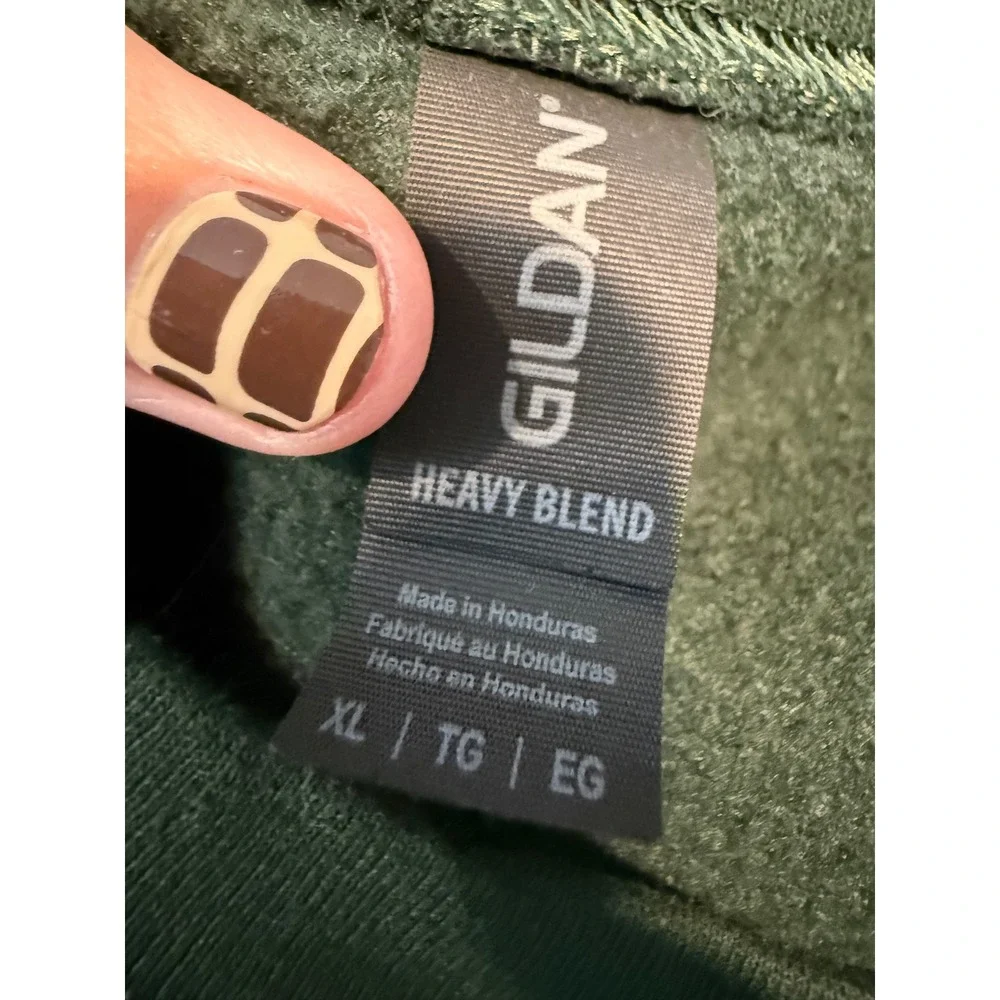 GILDAN®
HEAVY BLEND
Made in Honduras
Fabriqué au Honduras
Hecho en Honduras
XL / TG | EG